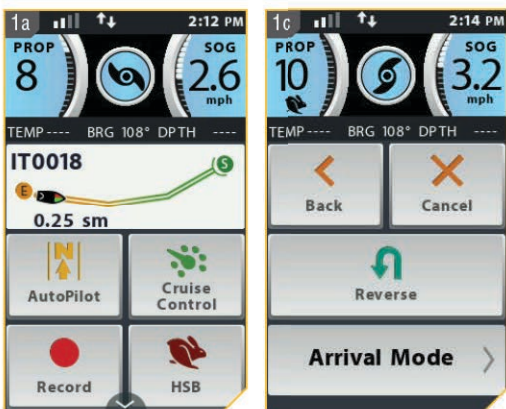 1a
2:12 PM
PROP
8
SOG
2.6
mph
TEMP ---- BRG 108° DPTH ----
IT0018
E
S
0.25 sm
N
AutoPilot
Cruise
Control
Record
HSB
1c
2:14 PM
PROP
10
SOG
3.2
mph
TEMP ---- BRG 108° DPTH ----
Back
Cancel
Reverse
Arrival Mode